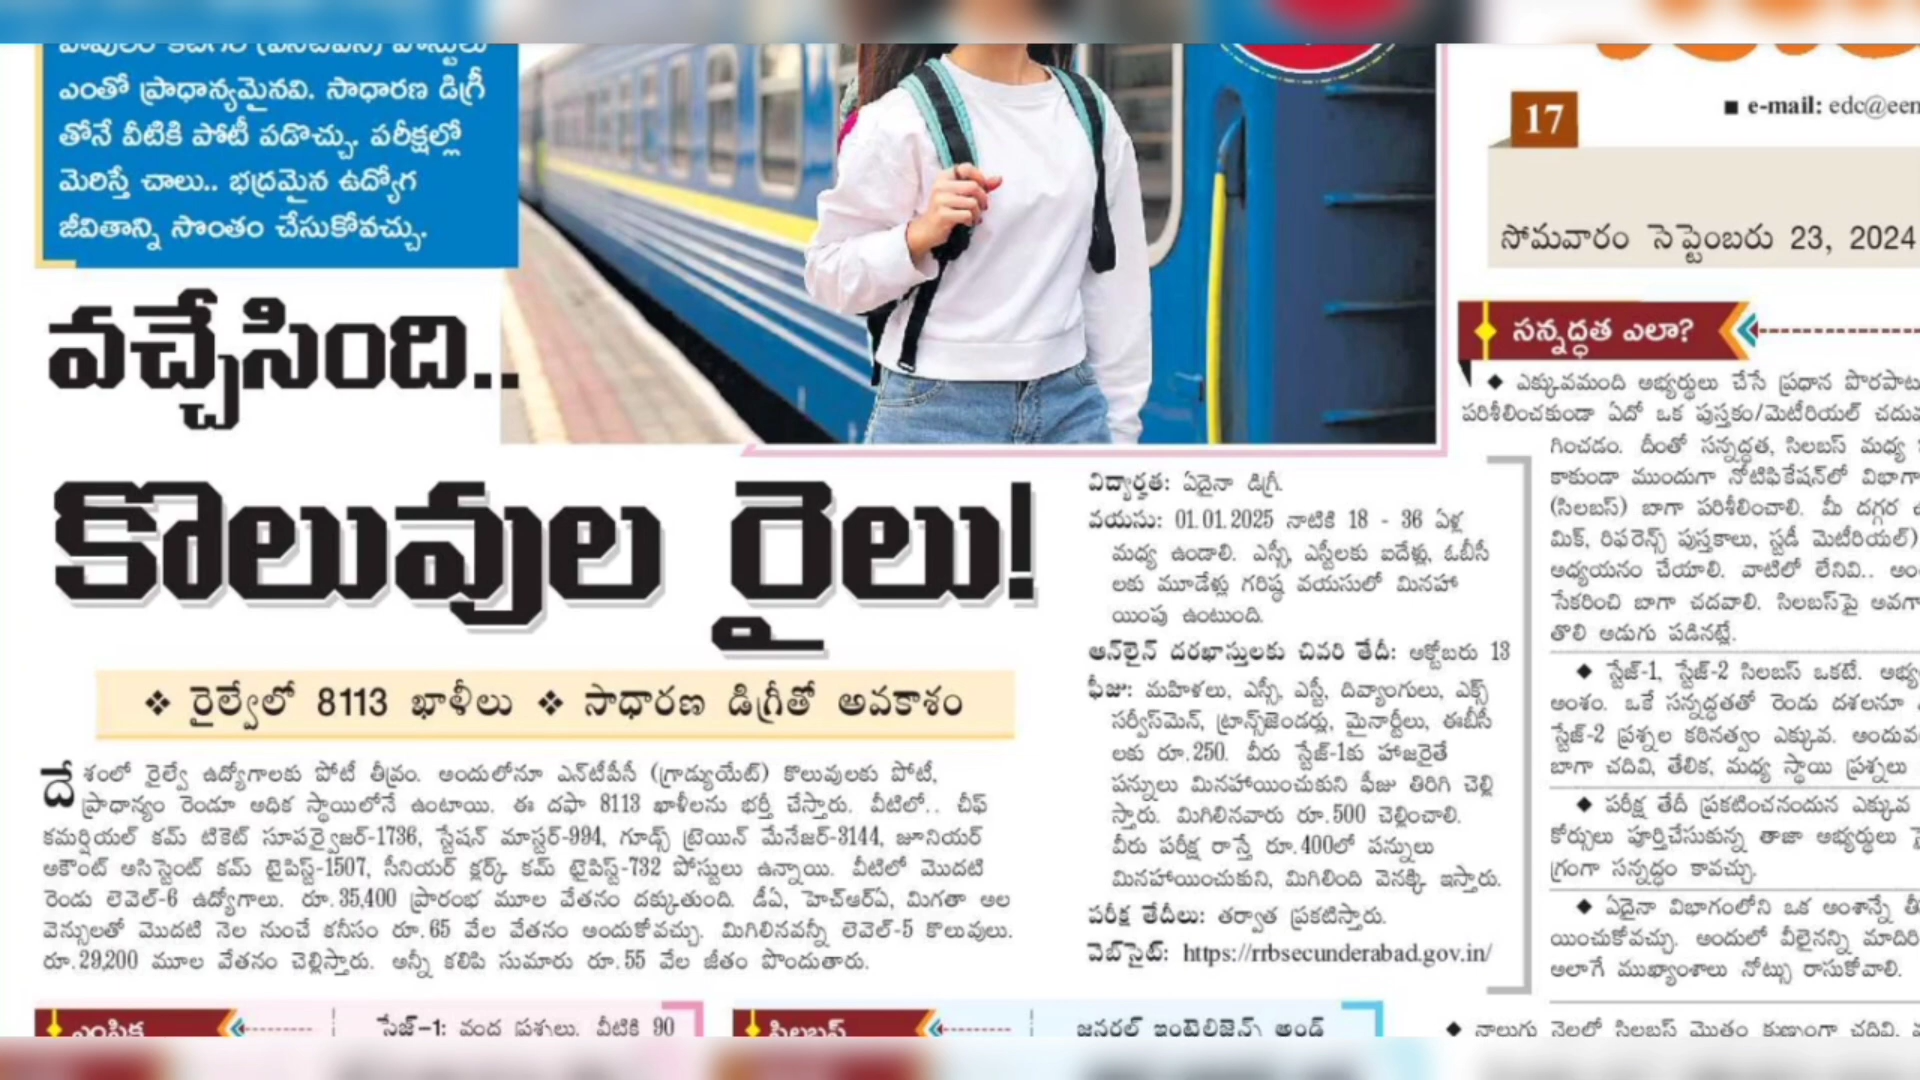 ఎంతో ప్రాధాన్యమైనవి. సాధారణ డిగ్రీ
తోనే వీటికి పోటీ పడొచ్చు. పరీక్షల్లో
మెరిస్తే చాలు.. భద్రమైన ఉద్యోగ
జీవితాన్ని సొంతం చేసుకోవచ్చు.
వచ్చేసింది..
కొలువుల రైలు!
❖ రైల్వేలో 8113 ఖాళీలు ❖ సాధారణ డిగ్రీతో అవకాశం
దేశంలో రైల్వే ఉద్యోగాలకు పోటీ తీవ్రం. అందులోనూ ఎన్‌టీపీసీ (గ్రాడ్యుయేట్) కొలువులకు పోటీ,
ప్రాధాన్యం రెండూ అధిక స్థాయిలోనే ఉంటాయి. ఈ దఫా 8113 ఖాళీలను భర్తీ చేస్తారు. వీటిలో.. చీఫ్
కమర్షియల్ కమ్ టికెట్ సూపర్వైజర్-1736, స్టేషన్ మాస్టర్-994, గూడ్స్ ట్రెయిన్ మేనేజర్-3144, జూనియర్
అకౌంట్ అసిస్టెంట్ కమ్ టైపిస్ట్-1507, సీనియర్ క్లర్క్ కమ్ టైపిస్ట్-732 పోస్టులు ఉన్నాయి. వీటిలో మొదటి
రెండు లెవెల్-6 ఉద్యోగాలు. రూ.35,400 ప్రారంభ మూల వేతనం దక్కుతుంది. డీఏ, హెచ్ఆర్ఏ, మిగతా అల
వెన్సులతో మొదటి నెల నుంచే కనీసం రూ.65 వేల వేతనం అందుకోవచ్చు. మిగిలినవన్నీ లెవెల్-5 కొలువులు.
రూ.29,200 మూల వేతనం చెల్లిస్తారు. అన్నీ కలిపి సుమారు రూ.55 వేల జీతం పొందుతారు.
విద్యార్హత: ఏదైనా డిగ్రీ.
వయసు: 01.01.2025 నాటికి 18 - 36 ఏళ్ల
మధ్య ఉండాలి. ఎస్సీ, ఎస్టీలకు ఐదేళ్లు, ఓబీసీ
లకు మూడేళ్లు గరిష్ఠ వయసులో మినహా
యింపు ఉంటుంది.
ఆన్‌లైన్ దరఖాస్తులకు చివరి తేదీ: అక్టోబరు 13
ఫీజు: మహిళలు, ఎస్సీ, ఎస్టీ, దివ్యాంగులు, ఎక్స్
సర్వీస్‌మెన్, ట్రాన్స్‌జెండర్లు, మైనార్టీలు, ఈబీసీ
లకు రూ.250. వీరు స్టేజ్-1కు హాజరైతే
పన్నులు మినహాయించుకుని ఫీజు తిరిగి చెల్లి
స్తారు. మిగిలినవారు రూ.500 చెల్లించాలి.
వీరు పరీక్ష రాస్తే రూ.400లో పన్నులు
మినహాయించుకుని, మిగిలింది వెనక్కి ఇస్తారు.
పరీక్ష తేదీలు: తర్వాత ప్రకటిస్తారు.
వెబ్‌సైట్: https://rrbsecunderabad.gov.in/
17
■ e-mail: edc@een
సోమవారం సెప్టెంబరు 23, 2024
సన్నద్ధత ఎలా?
◆ ఎక్కువమంది అభ్యర్థులు చేసే ప్రధాన పొరపాటు
పరిశీలించకుండా ఏదో ఒక పుస్తకం/మెటీరియల్
గించడం. దీంతో సన్నద్ధత, సిలబస్ మధ్య
కాకుండా ముందుగా నోటిఫికేషన్‌లో
(సిలబస్) బాగా పరిశీలించాలి. మీ దగ్గర
మిక్, రిఫరెన్స్ పుస్తకాలు, స్టడీ మెటీరియల్)
అధ్యయనం చేయాలి. వాటిలో లేనివి..
సేకరించి బాగా చదవాలి. సిలబస్‌పై
తొలి అడుగు పడినట్లే.
◆ స్టేజ్-1, స్టేజ్-2 సిలబస్ ఒకటే.
అంశం. ఒకే సన్నద్ధతతో రెండు దశలనూ
స్టేజ్-2 ప్రశ్నల కఠినత్వం ఎక్కువ.
బాగా చదివి, తేలిక, మధ్య స్థాయి ప్రశ్నలు
◆ పరీక్ష తేదీ ప్రకటించనందున ఎక్కువ
కోర్సులు పూర్తిచేసుకున్న తాజా అభ్యర్థులు
గ్రంగా సన్నద్ధం కావచ్చు.
◆ ఏదైనా విభాగంలోని ఒక అంశాన్నే
యించుకోవచ్చు. అందులో వీలైనన్ని మాదిరి
అలాగే ముఖ్యాంశాలు నోట్సు రాసుకోవాలి.
◆ నాలుగు నెలల్లో సిలబస్ మొత్తం క్షుణ్నంగా చదివి,
ఎంపిక
స్టేజ్-1: వంద ప్రశ్నలు. వీటికి 90
సిలబస్
జనరల్ ఇంటెలిజెన్స్ అండ్